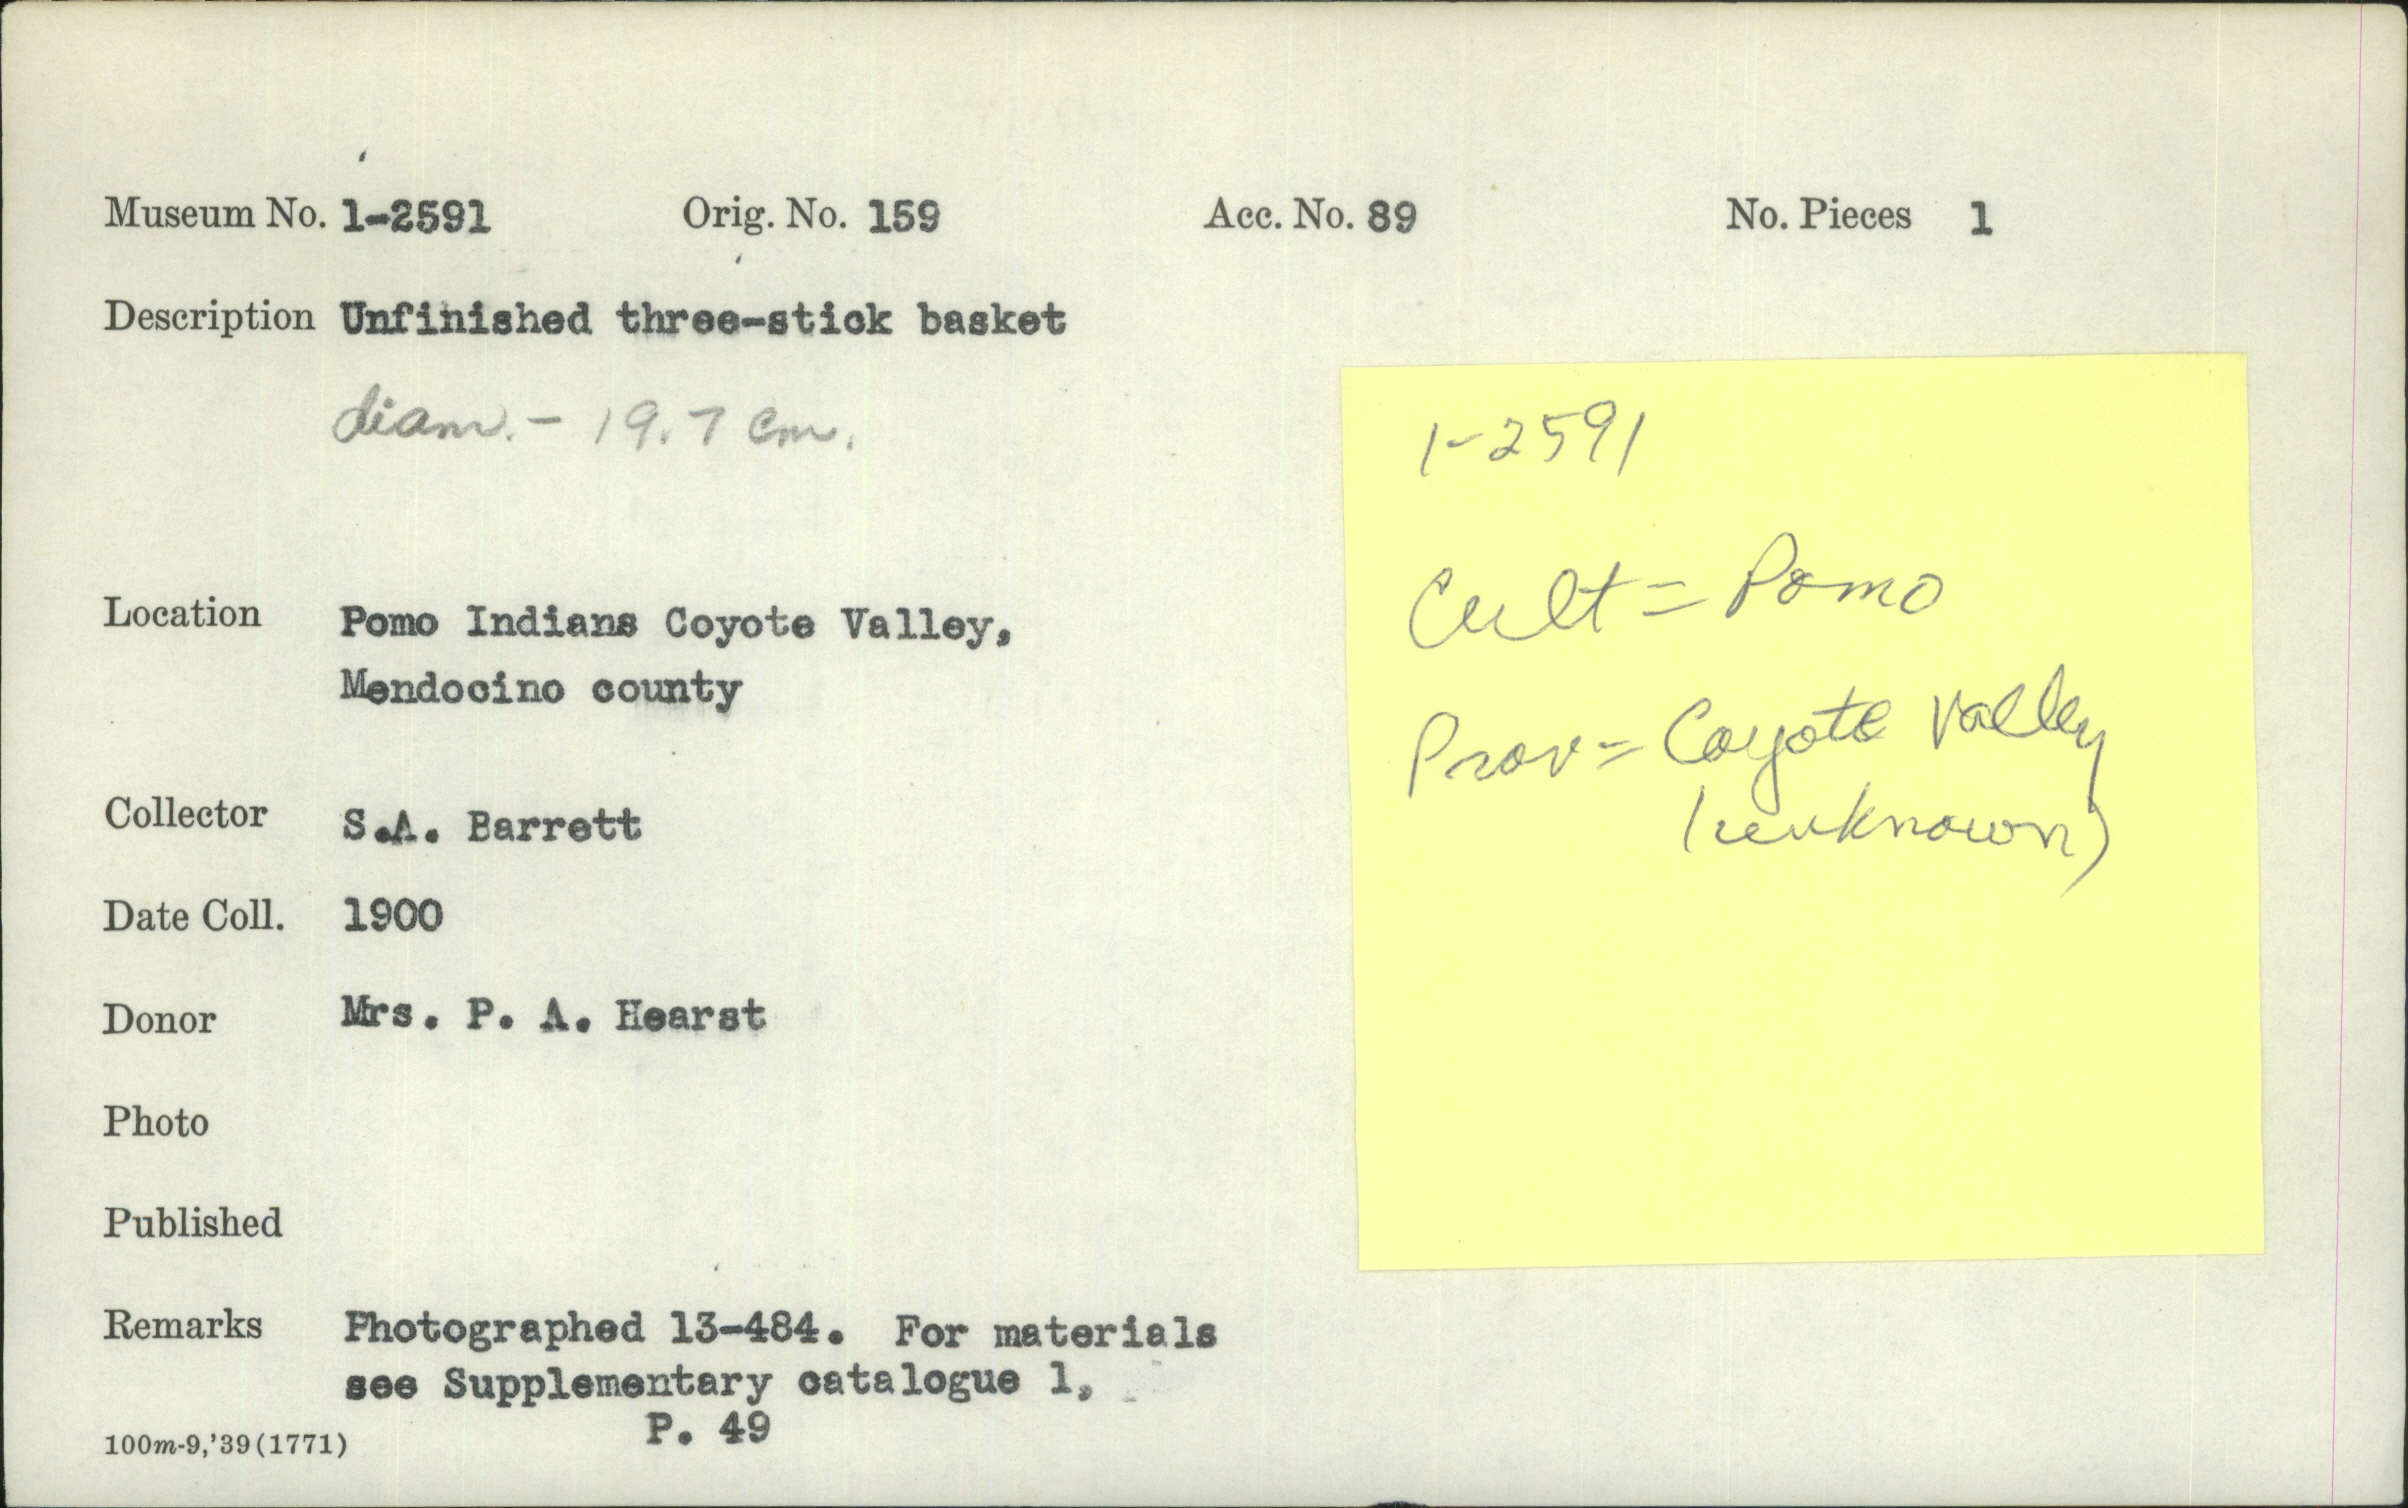 Museum No. 1-2591 Orig. No. 159 Acc. No. 89 No. Pieces 1
Description Unfinished three-stick basket
diam. - 19.7 cm.
Location Pomo Indians Coyote Valley,
Mendocino county
Collector S.A. Barrett
Date Coll. 1900
Donor Mrs. P. A. Hearst
Photo
Published
Remarks Photographed 13-484. For materials
see Supplementary catalogue 1,
P. 49
100m-9,'39(1771)
1-2591
Cult = Pomo
Prov = Coyote Valley
(unknown)